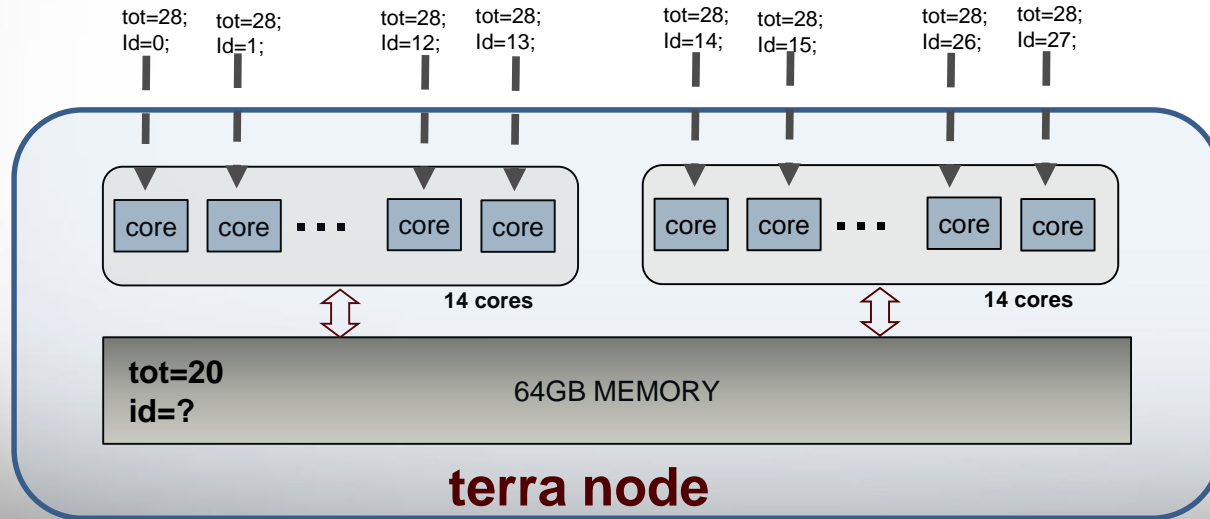 tot=28;
Id=0;
tot=28;
Id=1;
tot=28;
Id=12;
tot=28;
Id=13;
tot=28;
Id=14;
tot=28;
Id=15;
tot=28;
Id=26;
tot=28;
Id=27;
core
core
core
core
core
core
core
core
14 cores
14 cores
tot=20
id=?
64GB MEMORY
terra node